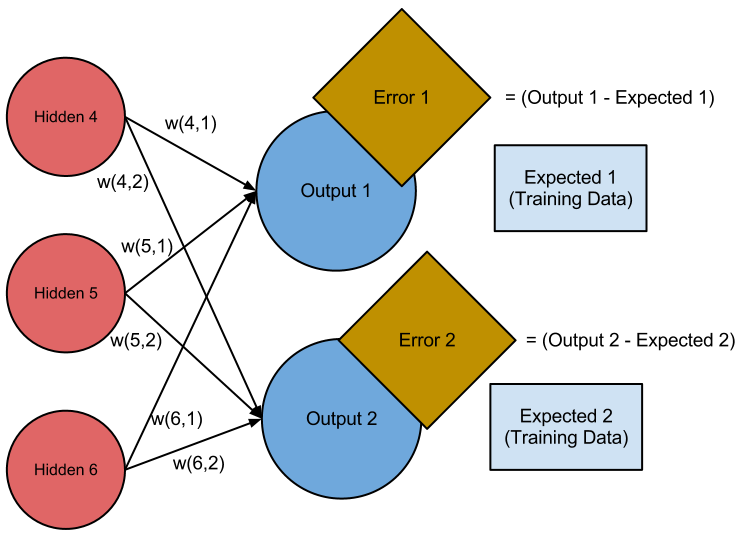 Hidden 4
w(4,1)
w(4,2)
Error 1
= (Output 1 - Expected 1)
Output 1
Expected 1
(Training Data)
Hidden 5
w(5,1)
w(5,2)
Error 2
= (Output 2 - Expected 2)
Output 2
Expected 2
(Training Data)
Hidden 6
w(6,1)
w(6,2)